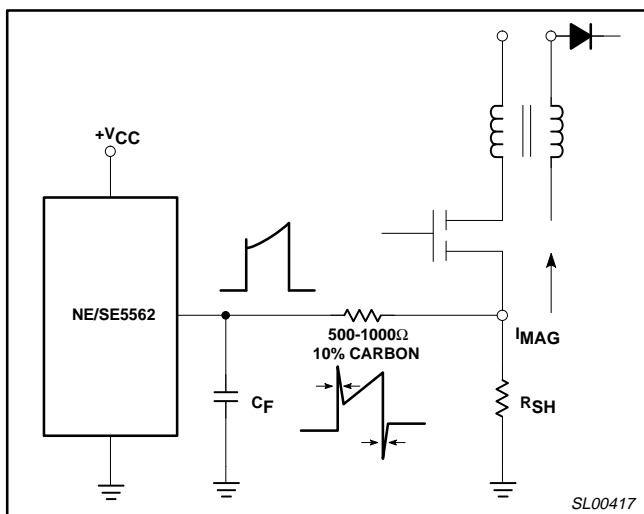 +VCC
NE/SE5562
500-1000Ω
10% CARBON
IMAG
CF
RSH
SL00417